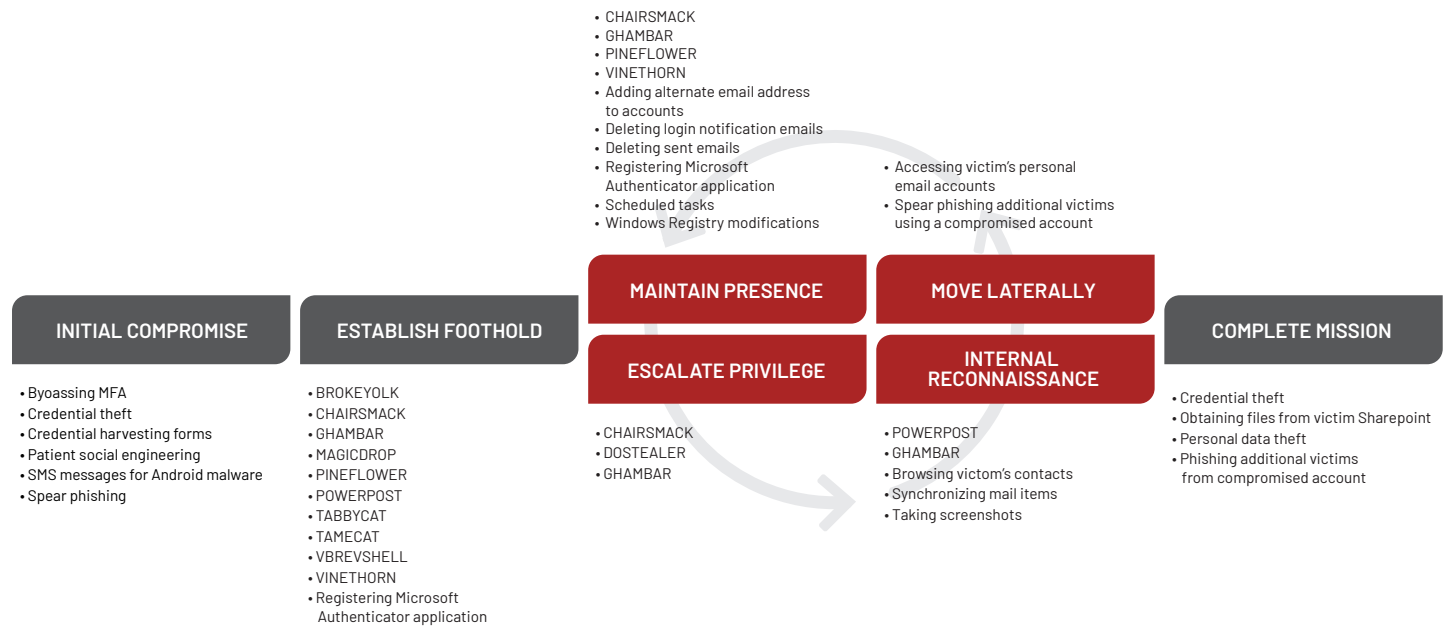 INITIAL COMPROMISE
• Byoassing MFA
• Credential theft
• Credential harvesting forms
• Patient social engineering
• SMS messages for Android malware
• Spear phishing
ESTABLISH FOOTHOLD
• BROKEYOLK
• CHAIRSMACK
• GHAMBAR
• MAGICDROP
• PINEFLOWER
• POWERPOST
• TABBYCAT
• TAMECAT
• VBREVSHELL
• VINETHORN
• Registering Microsoft
Authenticator application
• CHAIRSMACK
• GHAMBAR
• PINEFLOWER
• VINETHORN
• Adding alternate email address
to accounts
• Deleting login notification emails
• Deleting sent emails
• Registering Microsoft
Authenticator application
• Scheduled tasks
• Windows Registry modifications
MAINTAIN PRESENCE
ESCALATE PRIVILEGE
• CHAIRSMACK
• DOSTEALER
• GHAMBAR
• Accessing victim's personal
email accounts
• Spear phishing additional victims
using a compromised account
MOVE LATERALLY
INTERNAL
RECONNAISSANCE
• POWERPOST
• GHAMBAR
• Browsing victom's contacts
• Synchronizing mail items
• Taking screenshots
COMPLETE MISSION
• Credential theft
• Obtaining files from victim Sharepoint
• Personal data theft
• Phishing additional victims
from compromised account